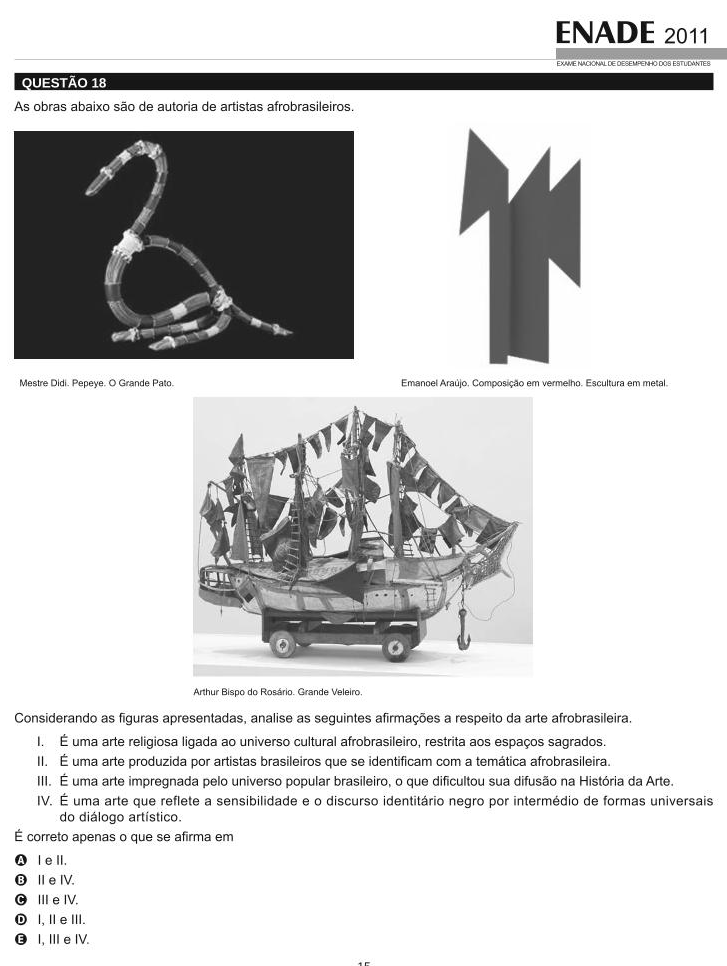 ENADE 2011
EXAME NACIONAL DE DESEMPENHO DOS ESTUDANTES
QUESTÃO 18
As obras abaixo são de autoria de artistas afrobrasileiros.
Mestre Didi. Pepeye. O Grande Pato.
Emanoel Araújo. Composição em vermelho. Escultura em metal.
Arthur Bispo do Rosário. Grande Veleiro.
Considerando as figuras apresentadas, analise as seguintes afirmações a respeito da arte afrobrasileira.
I. É uma arte religiosa ligada ao universo cultural afrobrasileiro, restrita aos espaços sagrados.
II. É uma arte produzida por artistas brasileiros que se identificam com a temática afrobrasileira.
III. É uma arte impregnada pelo universo popular brasileiro, o que dificultou sua difusão na História da Arte.
IV. É uma arte que reflete a sensibilidade e o discurso identitário negro por intermédio de formas universais
do diálogo artístico.
É correto apenas o que se afirma em
A I e II.
B II e IV.
C III e IV.
D I, II e III.
E I, III e IV.
15